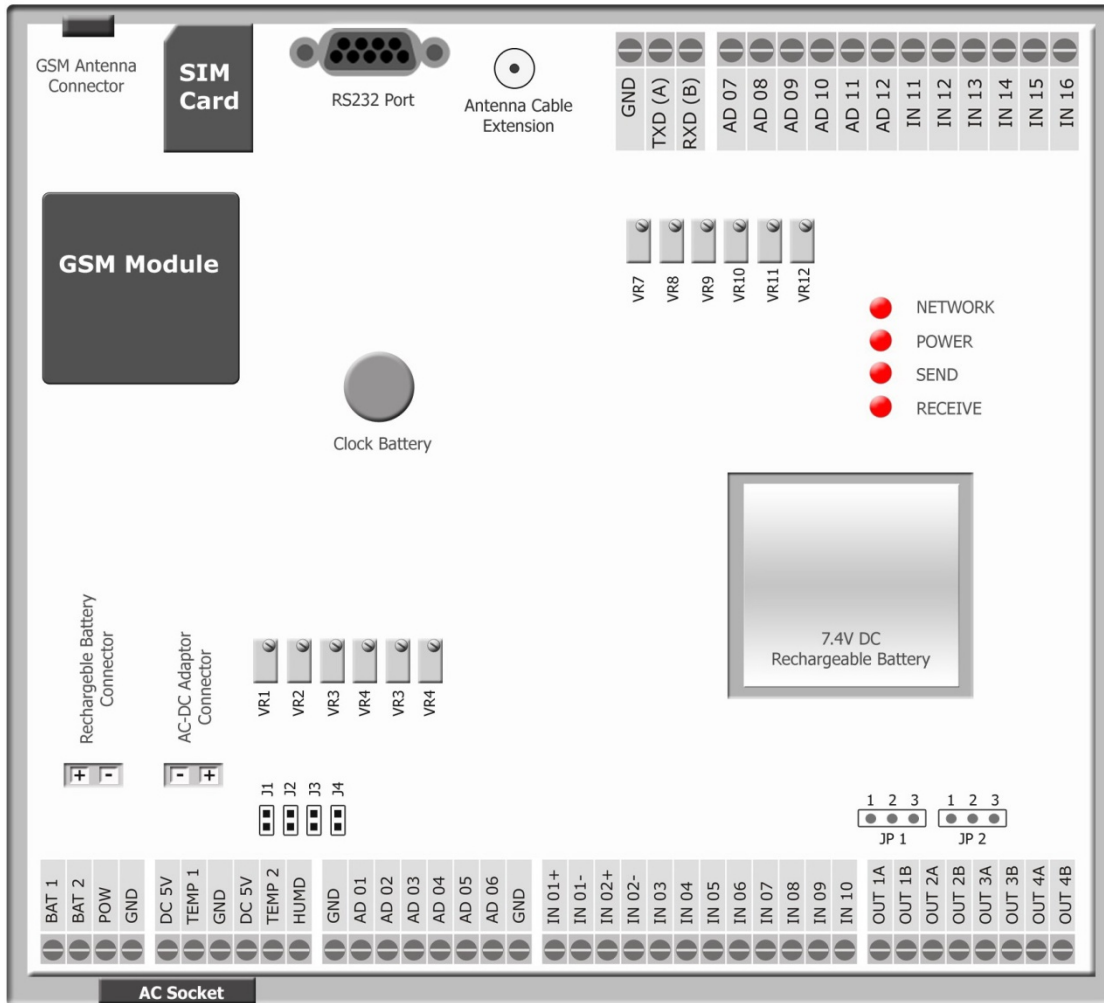 GSM Antenna
Connector
SIM
Card
RS232 Port
Antenna Cable
Extension
GND
TXD (A)
RXD (B)
AD 07
AD 08
AD 09
AD 10
AD 11
AD 12
IN 11
IN 12
IN 13
IN 14
IN 15
IN 16
GSM Module
VR7
VR8
VR9
VR10
VR11
VR12
NETWORK
POWER
SEND
RECEIVE
Clock Battery
7.4V DC
Rechargeable Battery
Rechargeble Battery
Connector
AC-DC Adaptor
Connector
VR1
VR2
VR3
VR4
VR3
VR4
+ -
- +
J1
J2
J3
J4
1 2 3
JP 1
1 2 3
JP 2
BAT 1
BAT 2
POW
GND
DC 5V
TEMP 1
GND
DC 5V
TEMP 2
HUMD
GND
AD 01
AD 02
AD 03
AD 04
AD 05
AD 06
GND
IN 01+
IN 01-
IN 02+
IN 02-
IN 03
IN 04
IN 05
IN 06
IN 07
IN 08
IN 09
IN 10
OUT 1A
OUT 1B
OUT 2A
OUT 2B
OUT 3A
OUT 3B
OUT 4A
OUT 4B
AC Socket